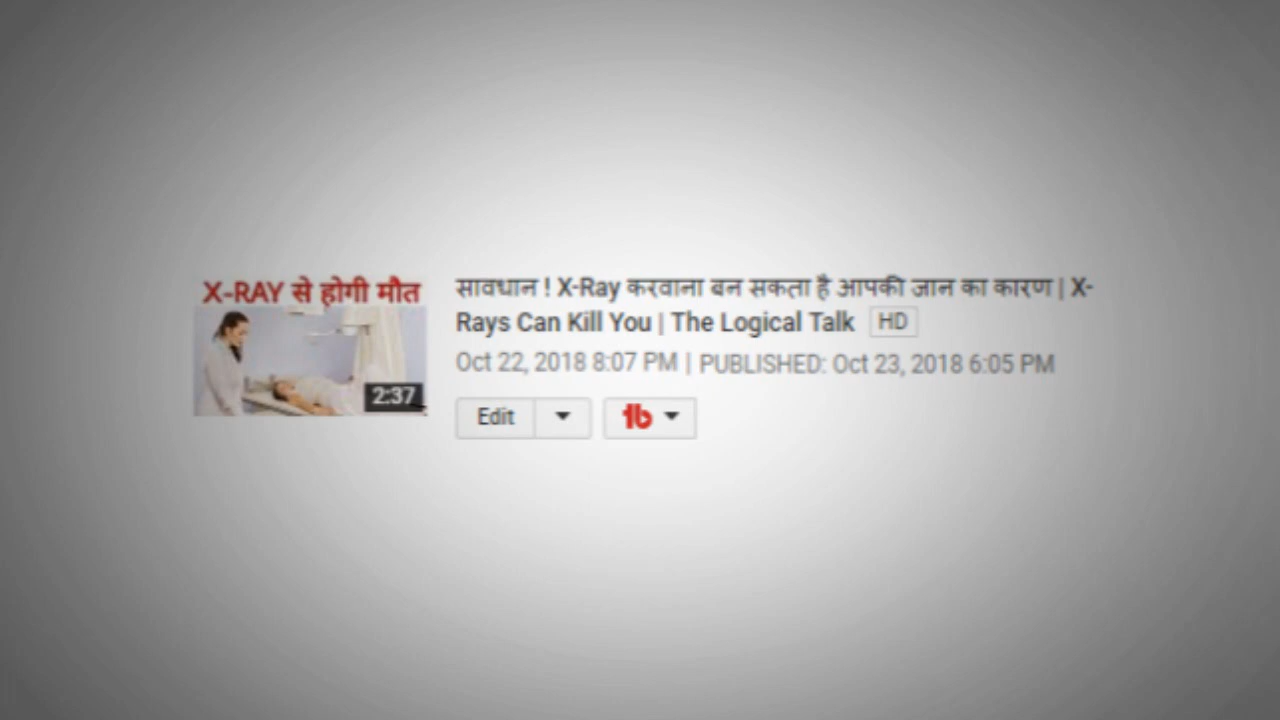 X-RAY से होगी मौत
2:37
सावधान ! X-Ray करवाना बन सकता है आपकी जान का कारण | X-
Rays Can Kill You | The Logical Talk HD
Oct 22, 2018 8:07 PM | PUBLISHED: Oct 23, 2018 6:05 PM
Edit
tb